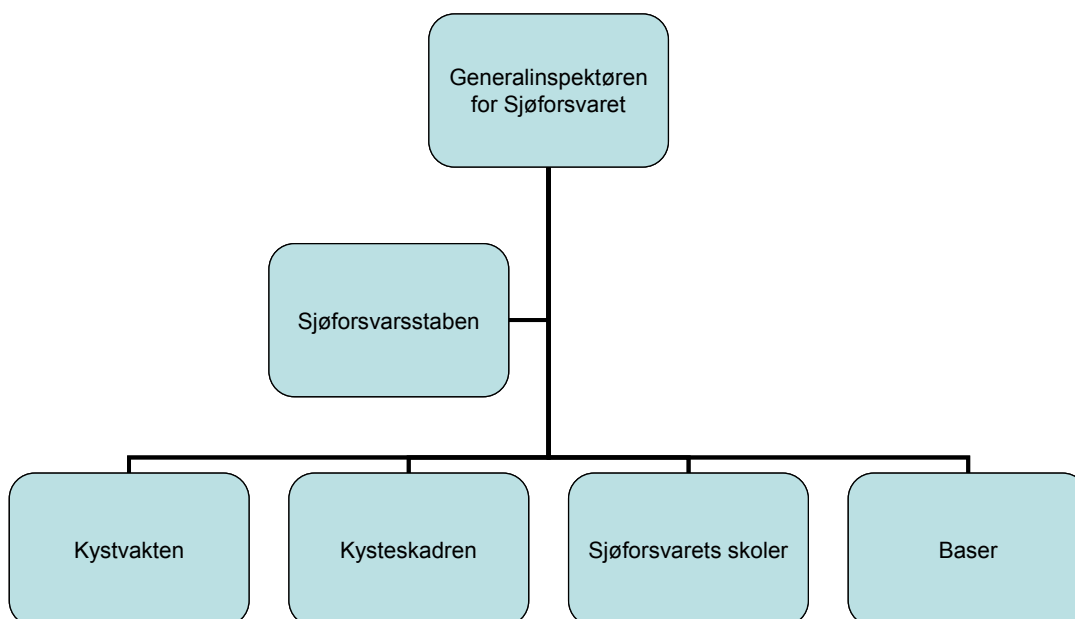 Generalinspektøren
for Sjøforsvaret
Sjøforsvarsstaben
Kystvakten
Kysteskadren
Sjøforsvarets skoler
Baser